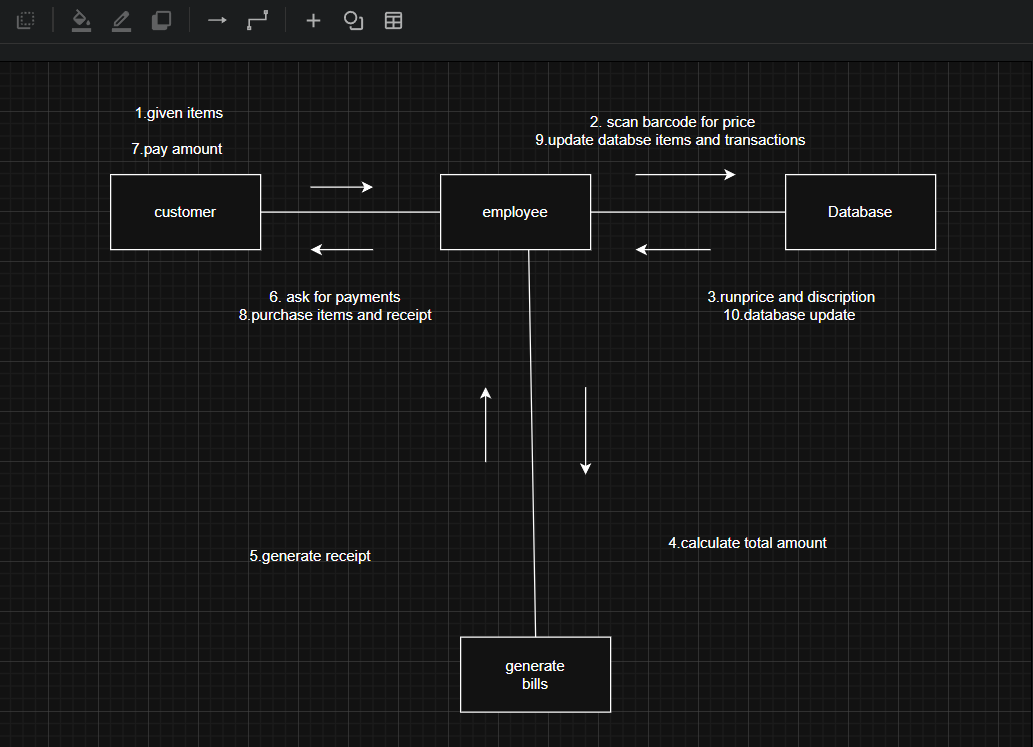 1.given items
7.pay amount
2. scan barcode for price
9.update databse items and transactions
customer
employee
Database
6. ask for payments
8.purchase items and receipt
3.runprice and discription
10.database update
5.generate receipt
4.calculate total amount
generate
bills